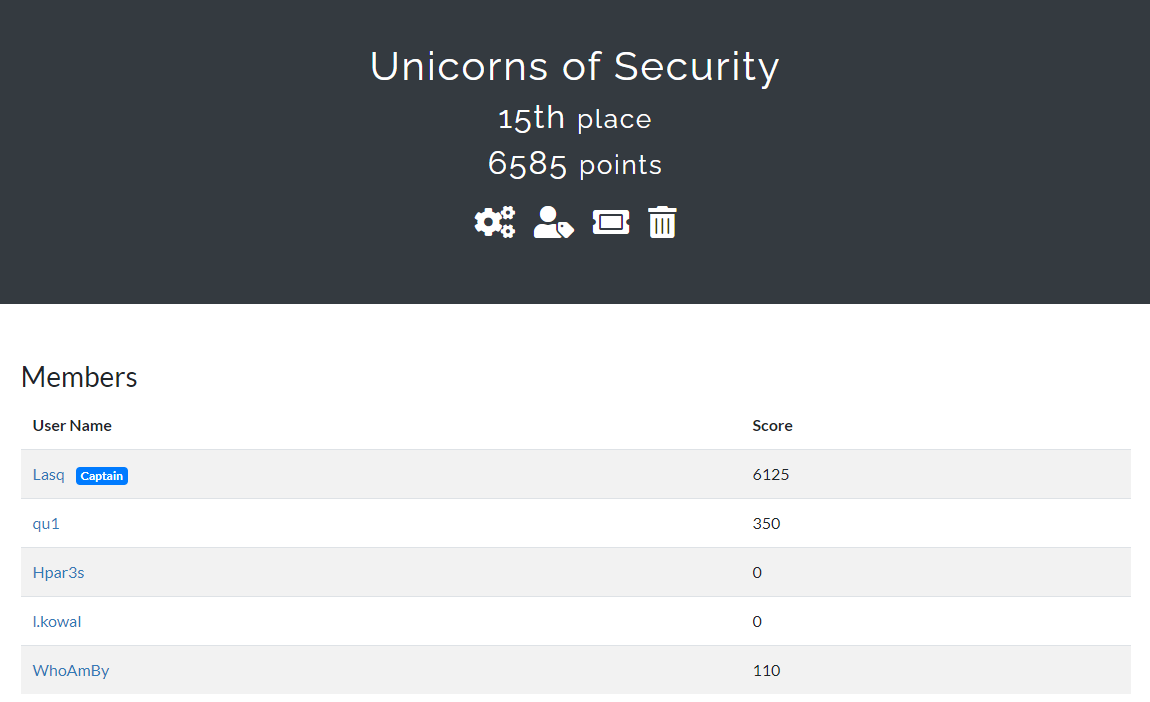 Unicorns of Security
15th place
6585 points
Members
User Name Score
Lasq Captain 6125
qu1 350
Hpar3s 0
l.kowal 0
WhoAmBy 110